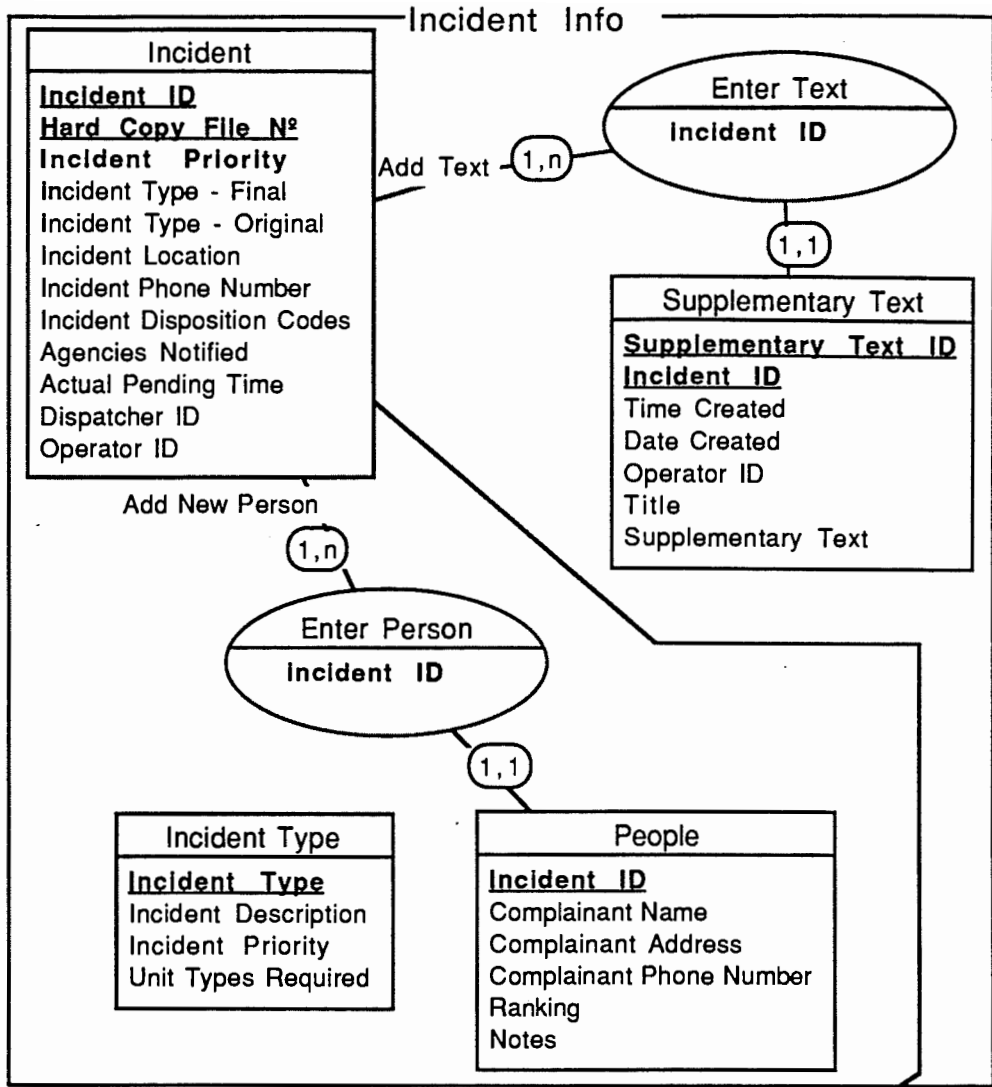 Incident Info
Incident
Incident ID
Hard Copy File Nº
Incident Priority
Incident Type - Final
Incident Type - Original
Incident Location
Incident Phone Number
Incident Disposition Codes
Agencies Notified
Actual Pending Time
Dispatcher ID
Operator ID
Add Text
1,n
Enter Text
Incident ID
1,1
Supplementary Text
Supplementary Text ID
Incident ID
Time Created
Date Created
Operator ID
Title
Supplementary Text
Add New Person
1,n
Enter Person
Incident ID
1,1
Incident Type
Incident Type
Incident Description
Incident Priority
Unit Types Required
People
Incident ID
Complainant Name
Complainant Address
Complainant Phone Number
Ranking
Notes